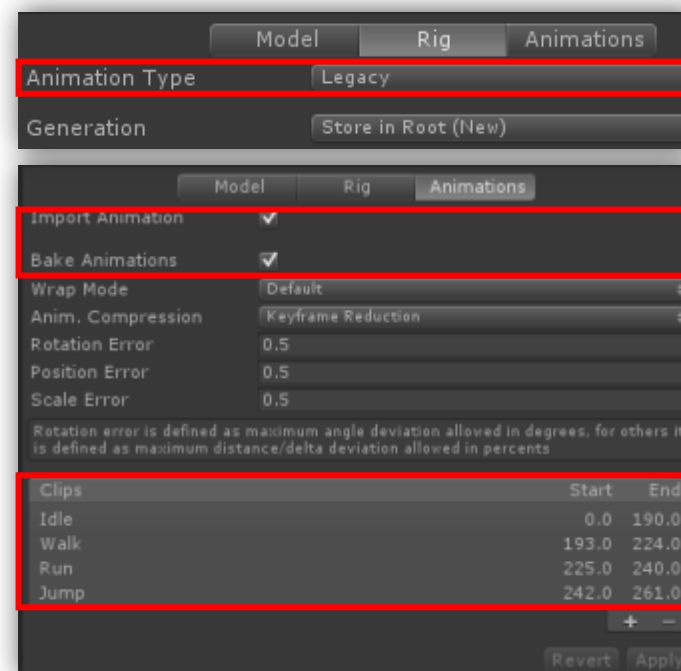 Model Rig Animations
Animation Type Legacy
Generation Store in Root (New)
Model Rig Animations
Import Animation
Bake Animations
Wrap Mode Default
Anim. Compression Keyframe Reduction
Rotation Error 0.5
Position Error 0.5
Scale Error 0.5
Rotation error is defined as maximum angle deviation allowed in degrees, for others it
is defined as maximum distance/delta deviation allowed in percents
Clips Start End
Idle 0.0 190.0
Walk 193.0 224.0
Run 225.0 240.0
Jump 242.0 261.0
+ −
Revert Apply